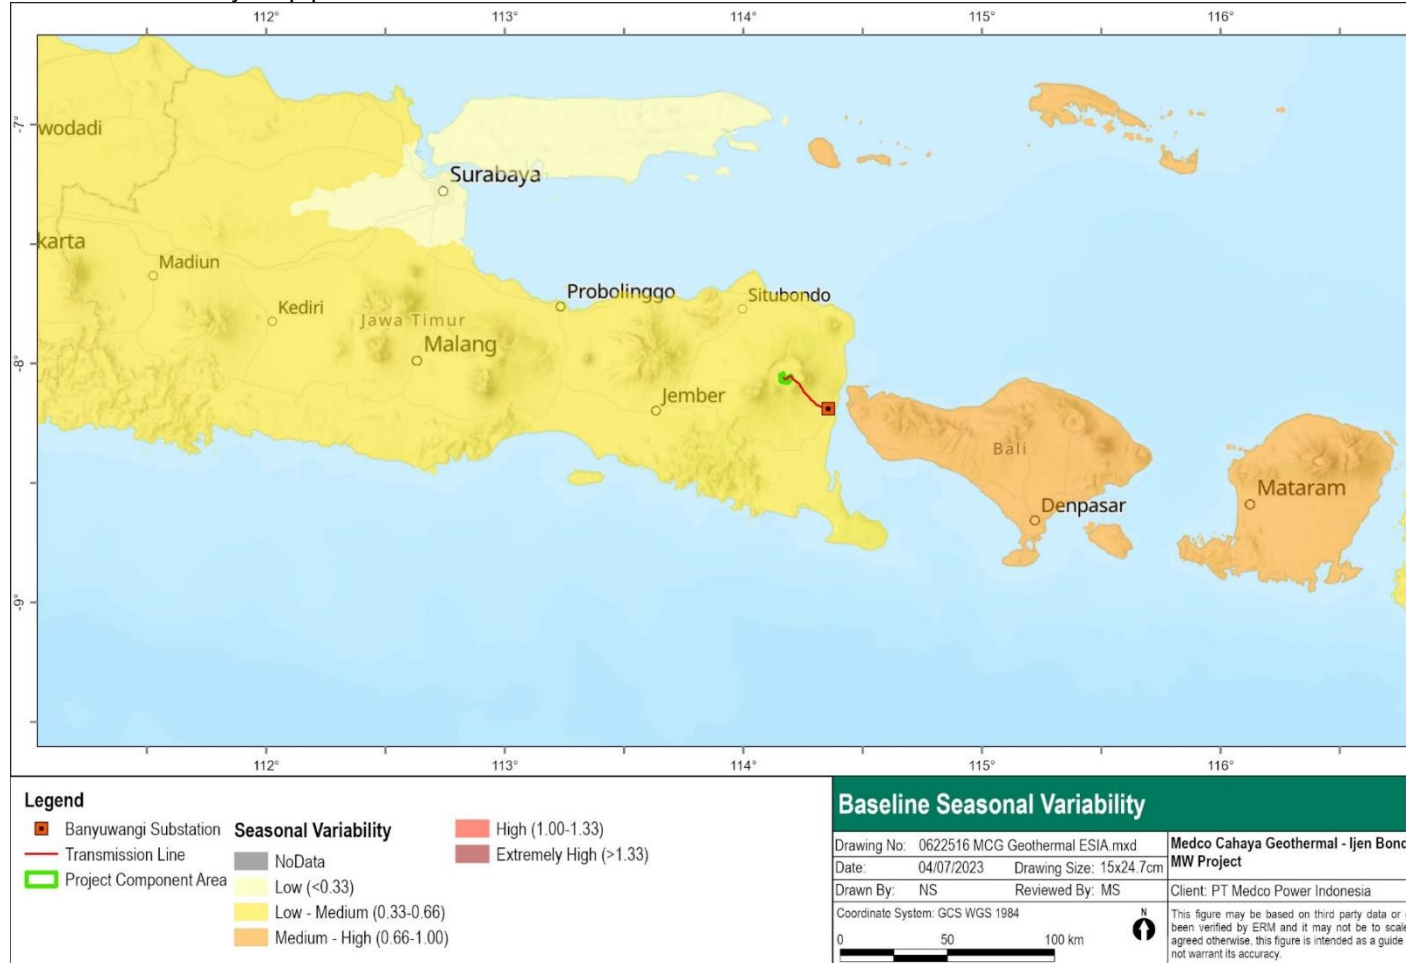 112° 113° 114° 115° 116°
-7°
wodadi
Surabaya
karta
Madiun
Probolinggo
Situbondo
Kediri
Jawa Timur
Malang
-8°
Jember
Bali
Mataram
Denpasar
-9°
112° 113° 114° 115° 116°
Legend
Banyuwangi Substation
Transmission Line
Project Component Area
Seasonal Variability
NoData
Low (<0.33)
Low - Medium (0.33-0.66)
Medium - High (0.66-1.00)
High (1.00-1.33)
Extremely High (>1.33)
Baseline Seasonal Variability
Drawing No: 0622516 MCG Geothermal ESIA.mxd
Date: 04/07/2023 Drawing Size: 15x24.7cm
Drawn By: NS Reviewed By: MS
Coordinate System: GCS WGS 1984
N
0 50 100 km
Medco Cahaya Geothermal - Ijen Bond
MW Project
Client: PT Medco Power Indonesia
This figure may be based on third party data or
been verified by ERM and it may not be to scale
agreed otherwise, this figure is intended as a guide
not warrant its accuracy.